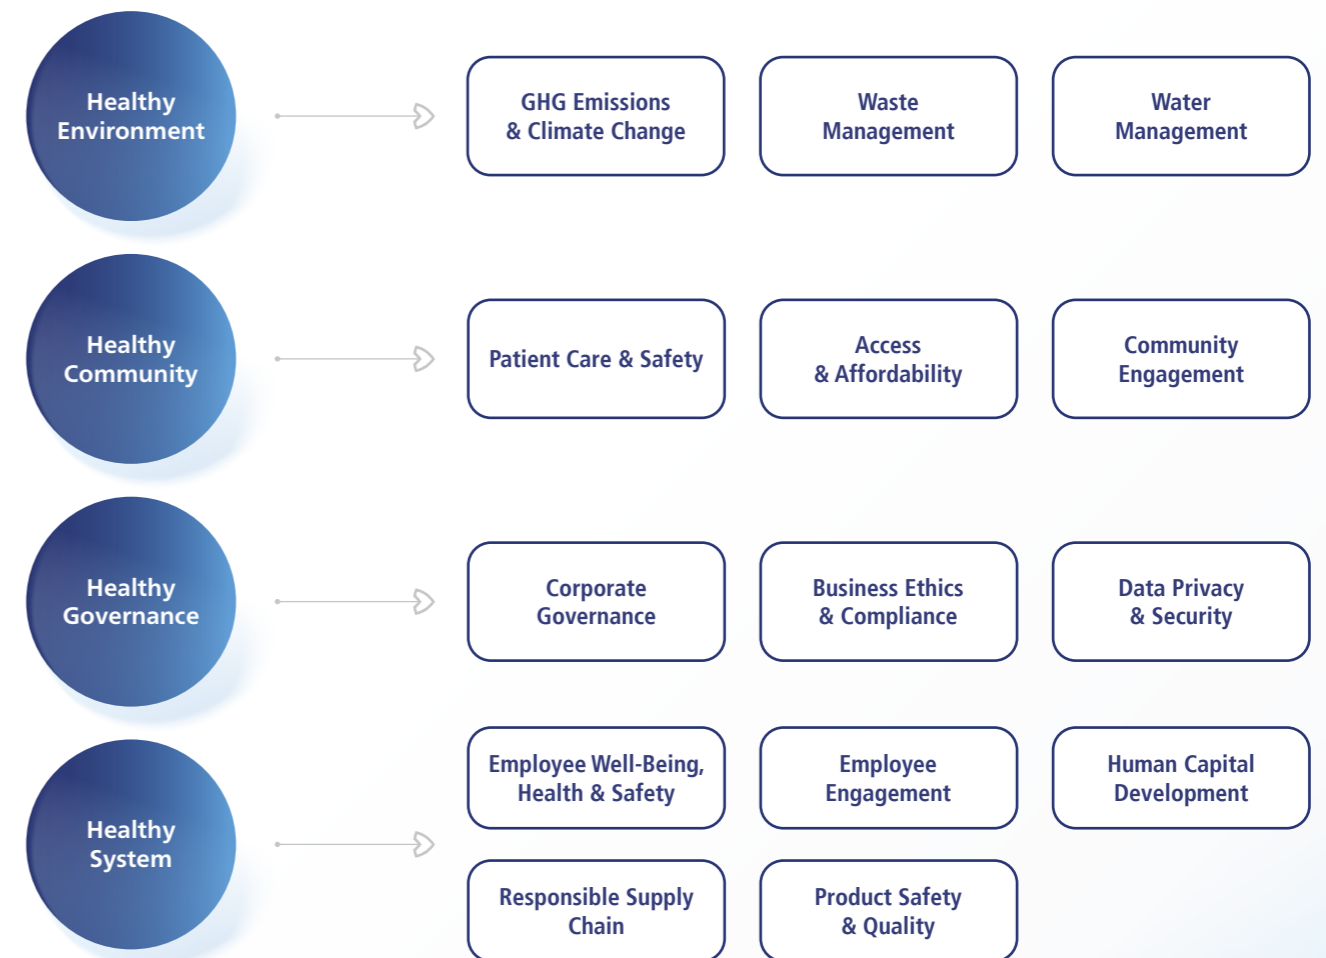 Healthy
Environment
GHG Emissions
& Climate Change
Waste
Management
Water
Management
Healthy
Community
Patient Care & Safety
Access
& Affordability
Community
Engagement
Healthy
Governance
Corporate
Governance
Business Ethics
& Compliance
Data Privacy
& Security
Healthy
System
Employee Well-Being,
Health & Safety
Employee
Engagement
Human Capital
Development
Responsible Supply
Chain
Product Safety
& Quality